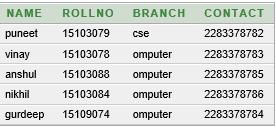 NAME ROLLNO BRANCH CONTACT
puneet 15103079 cse 2283378782
vinay 15103078 omputer 2283378783
anshul 15103088 omputer 2283378785
nikhil 15103084 omputer 2283378786
gurdeep 15109074 omputer 2283378784